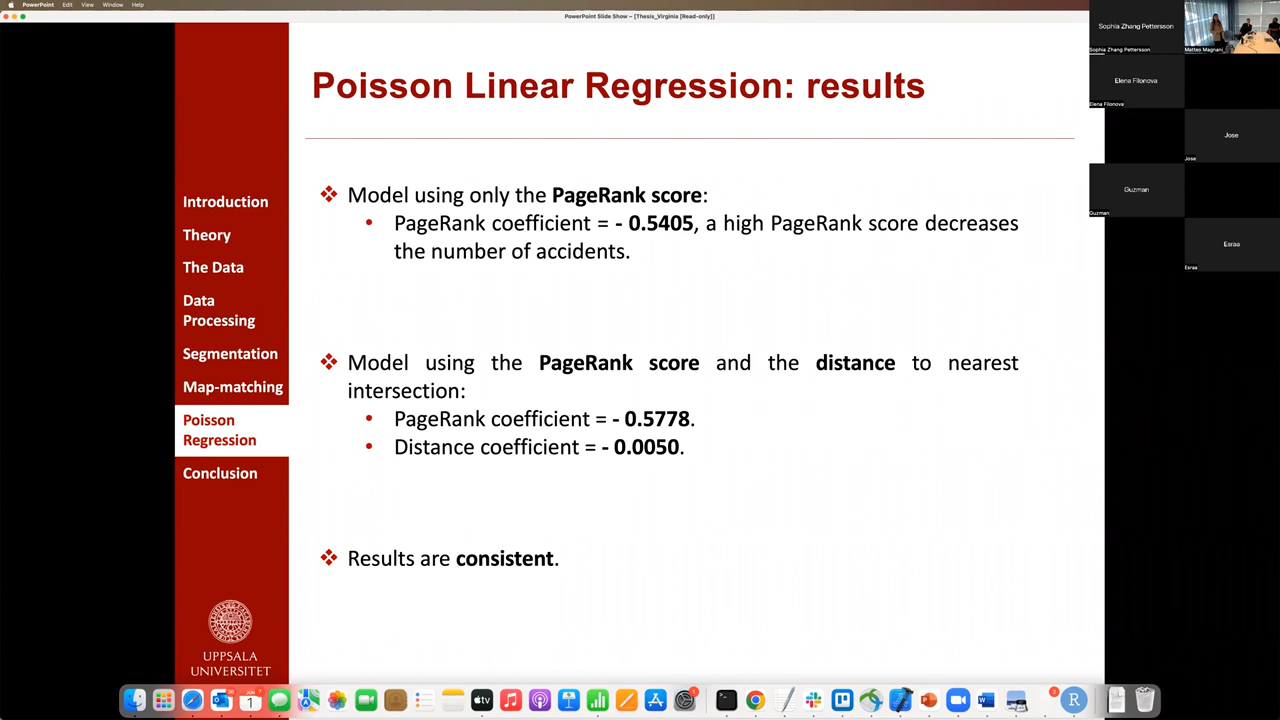 PowerPoint Edit View Window Help
PowerPoint Slide Show – [Thesis_Virginia [Read-only]]
Poisson Linear Regression: results
Introduction
Theory
The Data
Data
Processing
Segmentation
Map-matching
Poisson
Regression
Conclusion
UPPSALA
UNIVERSITET
❖ Model using only the PageRank score:
• PageRank coefficient = - 0.5405, a high PageRank score decreases
the number of accidents.
❖ Model using the PageRank score and the distance to nearest
intersection:
• PageRank coefficient = - 0.5778.
• Distance coefficient = - 0.0050.
❖ Results are consistent.
Sophia Zhang Pettersson
Sophia Zhang Pettersson
Matteo Magnani
Elena Filonova
Elena Filonova
Jose
Jose
Guzman
Guzman
Esraa
Esraa
tv